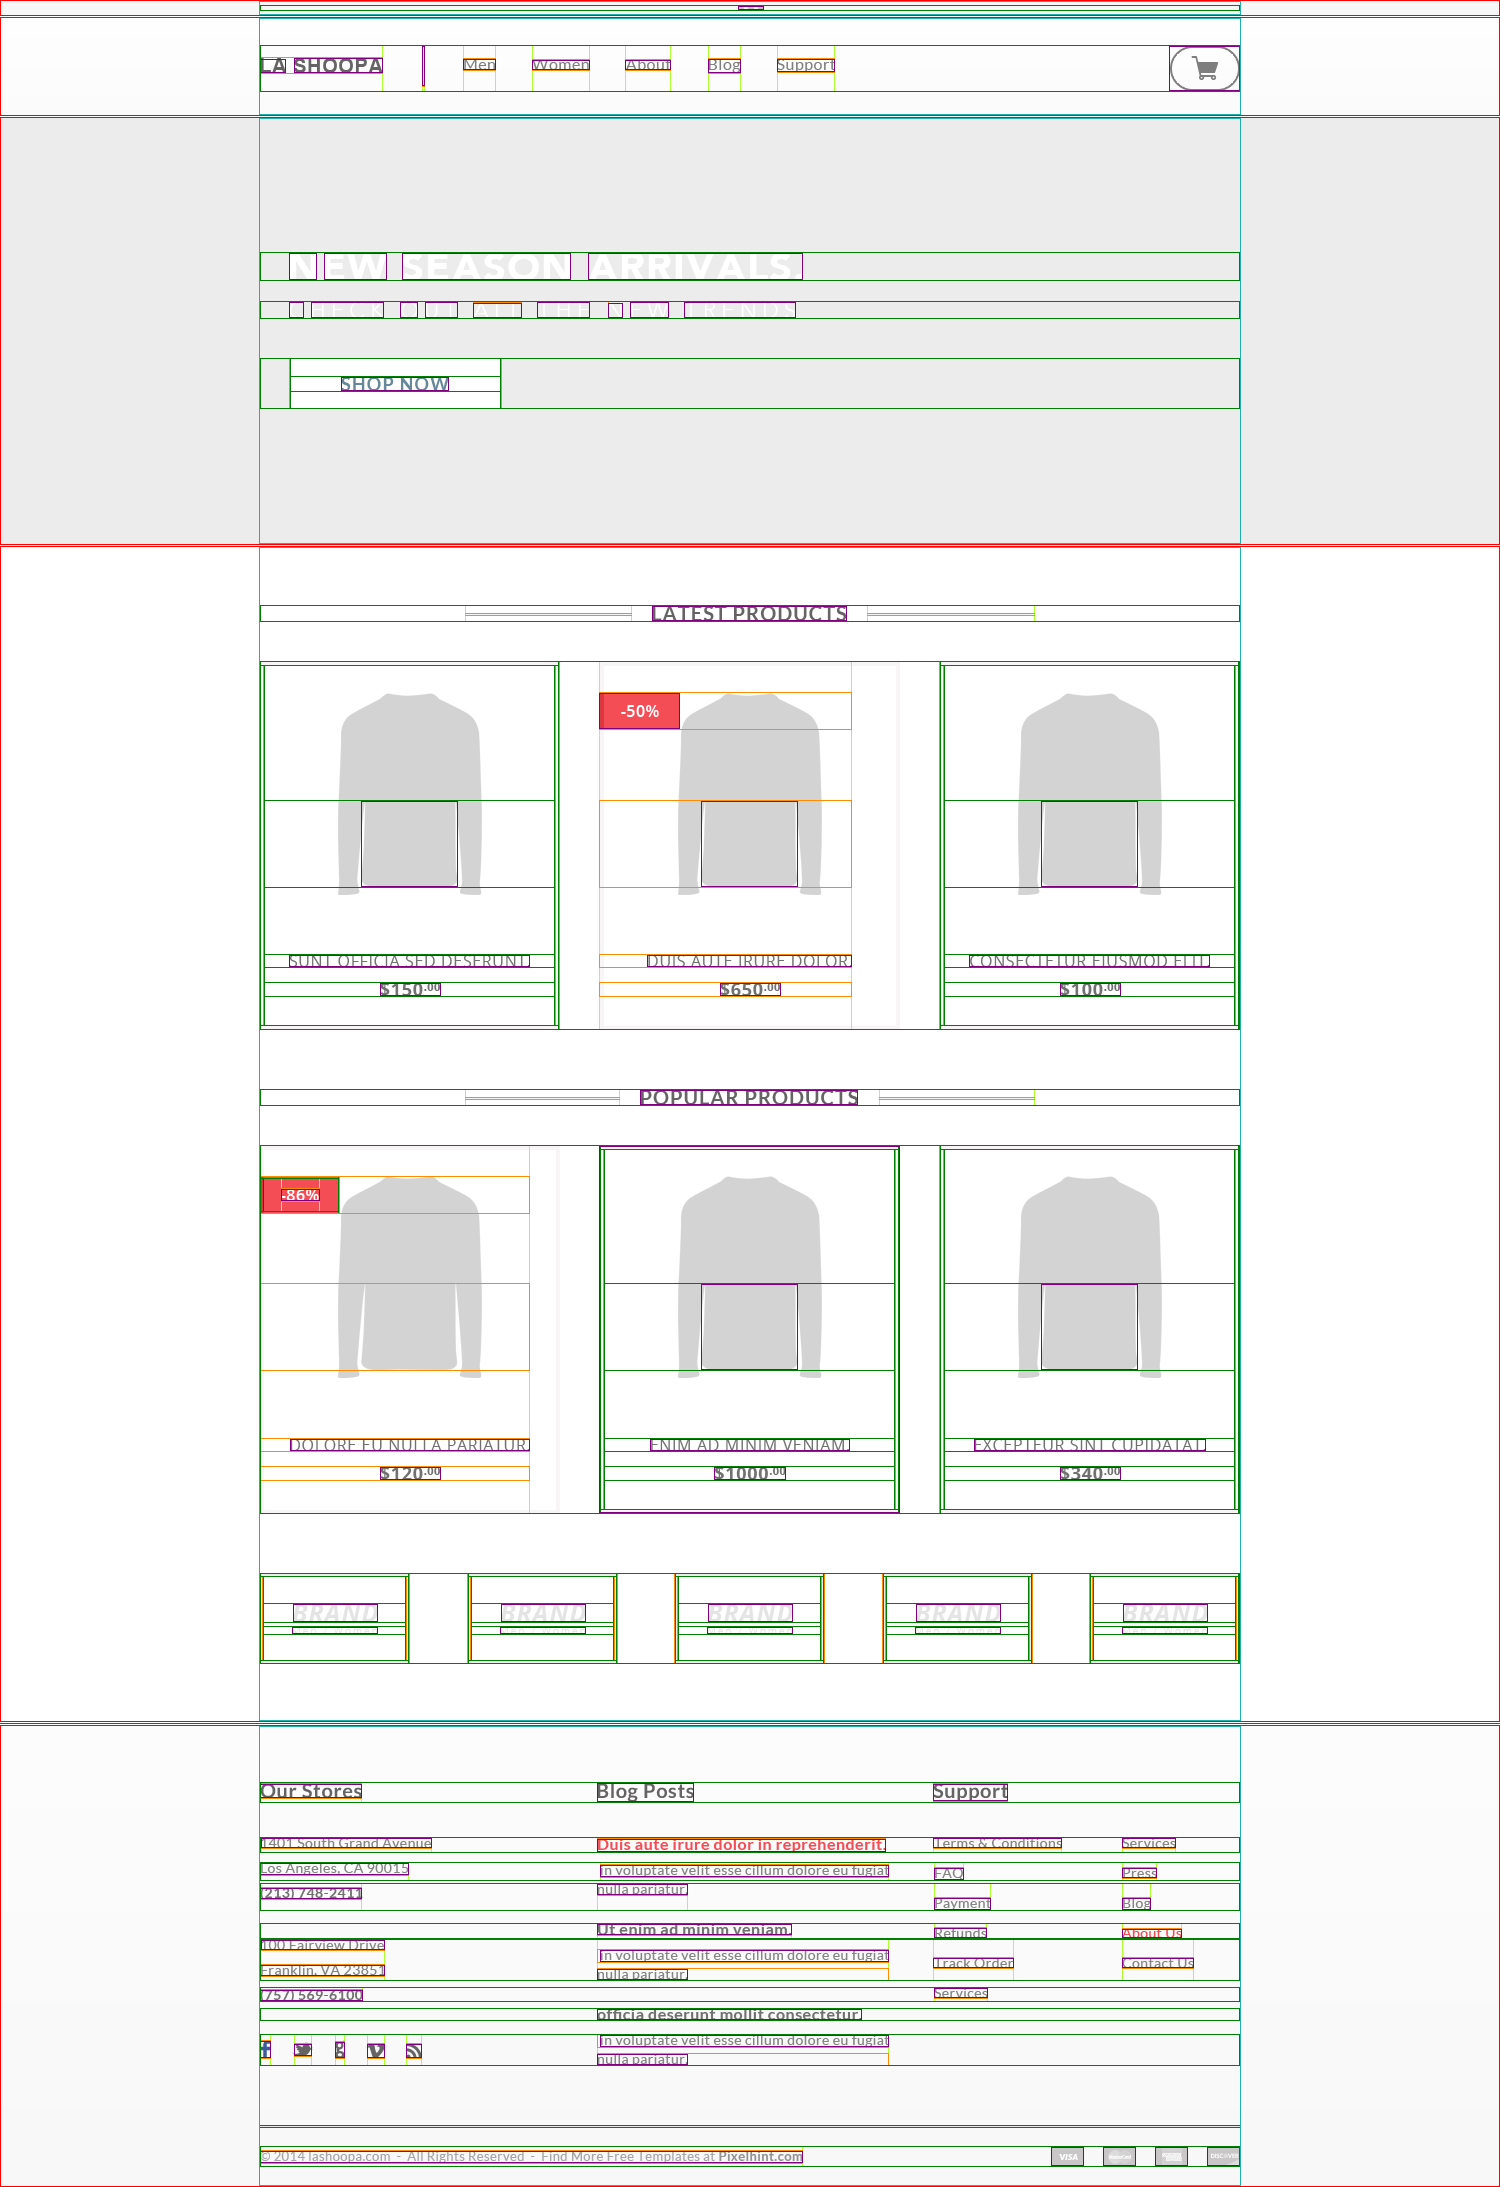 LA SHOOPA
Men Women About Blog Support
NEW SEASON ARRIVALS.
CHECK OUT ALL THE NEW TRENDS
SHOP NOW
LATEST PRODUCTS
-50%
SUNT OFFICIA SED DESERUNT. DUIS AUTE IRURE DOLOR. CONSECTETUR EIUSMOD ELIT.
$150.00 $650.00 $100.00
POPULAR PRODUCTS
-86%
DOLORE EU NULLA PARIATUR. ENIM AD MINIM VENIAM. EXCEPTEUR SINT CUPIDATAT.
$120.00 $1000.00 $340.00
BRAND BRAND BRAND BRAND BRAND
Our Stores
1401 South Grand Avenue
Los Angeles, CA 90015
(213) 748-2411
100 Fairview Drive
Franklin, VA 23851
(757) 569-6100
Blog Posts
Duis aute irure dolor in reprehenderit.
in voluptate velit esse cillum dolore eu fugiat
nulla pariatur.
Ut enim ad minim veniam.
in voluptate velit esse cillum dolore eu fugiat
nulla pariatur.
officia deserunt mollit consectetur.
in voluptate velit esse cillum dolore eu fugiat
nulla pariatur.
Support
Terms & Conditions Services
FAQ Press
Payment Blog
Refunds About Us
Track Order Contact Us
Services
© 2014 lashoopa.com - All Rights Reserved - Find More Free Templates at Pixelhint.com
VISA